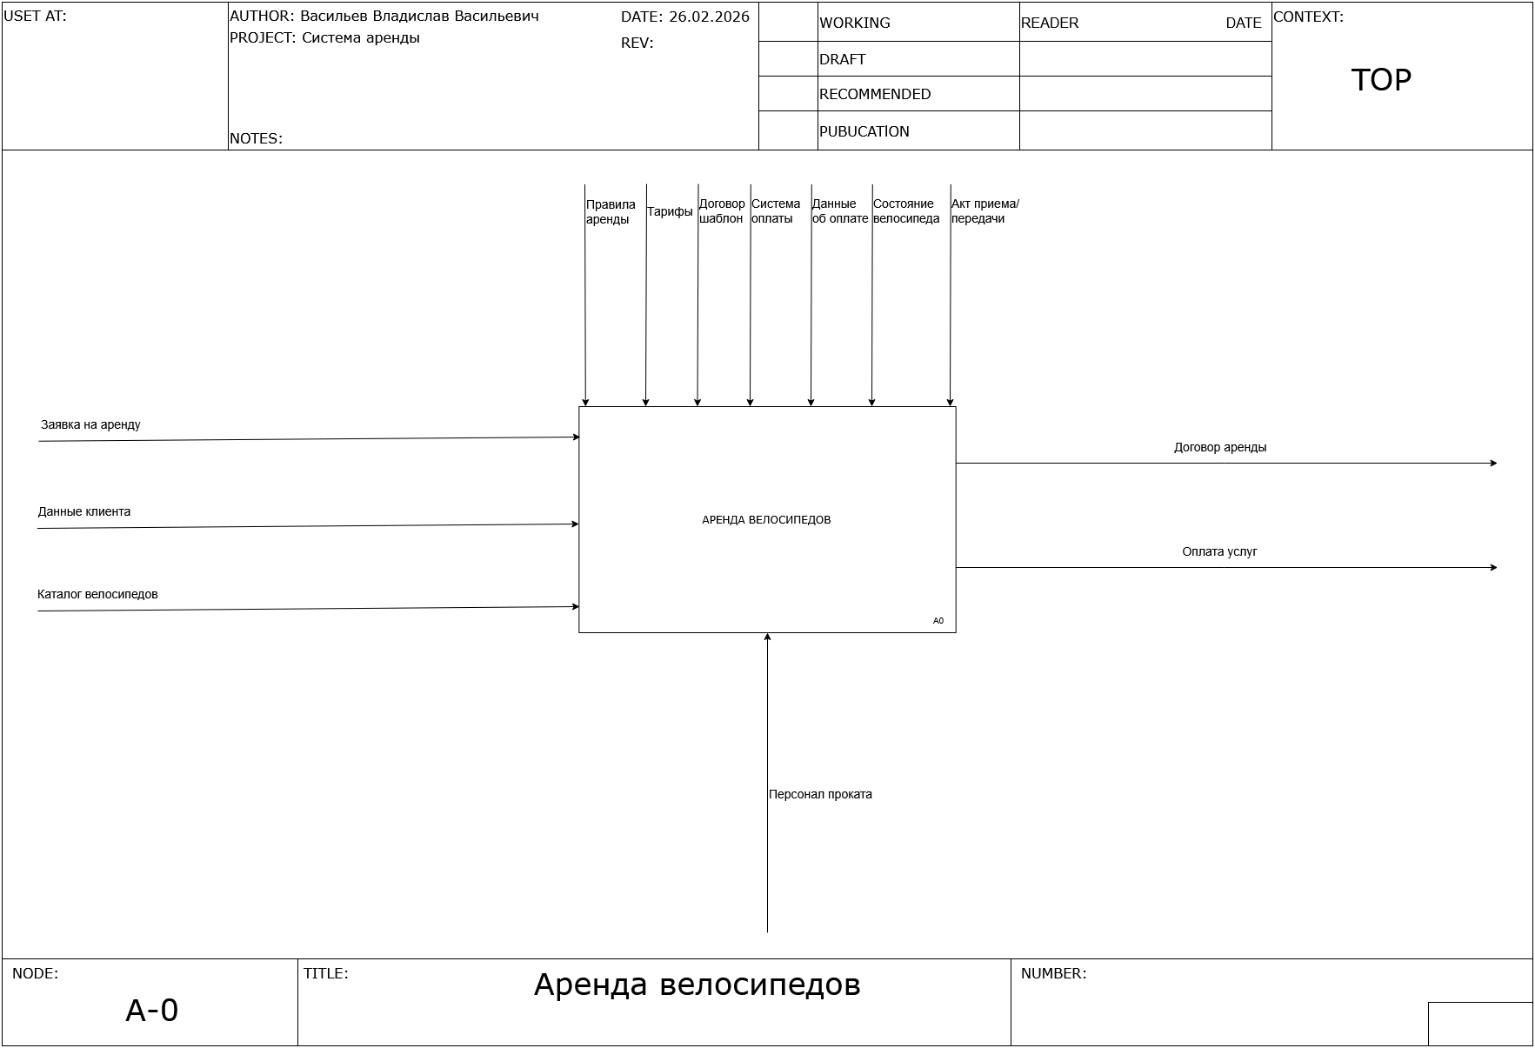 USET AT:
AUTHOR: Васильев Владислав Васильевич
PROJECT: Система аренды
DATE: 26.02.2026
REV:
NOTES:
WORKING
DRAFT
RECOMMENDED
PUBUCATlON
READER
DATE
CONTEXT:
TOP
Правила
аренды
Тарифы
Договор
шаблон
Система
оплаты
Данные
об оплате
Состояние
велосипеда
Акт приема/
передачи
Заявка на аренду
Данные клиента
Каталог велосипедов
АРЕНДА ВЕЛОСИПЕДОВ
A0
Договор аренды
Оплата услуг
Персонал проката
NODE:
A-0
TITLE:
Аренда велосипедов
NUMBER: